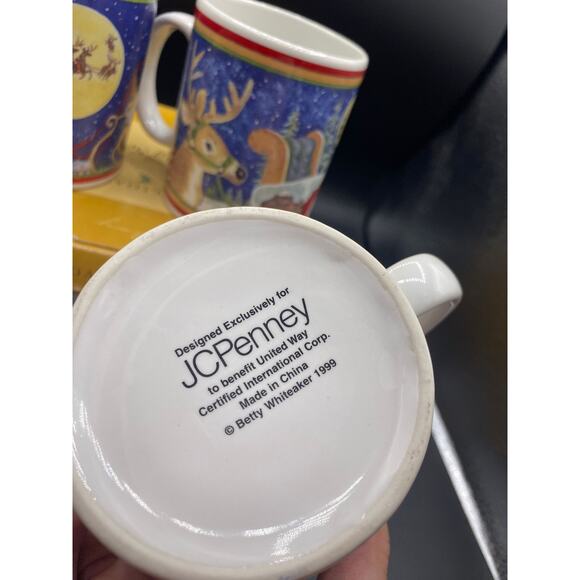 Designed Exclusively for
JCPenney
to benefit United Way
Certified International Corp.
Made in China
© Betty Whiteaker 1999